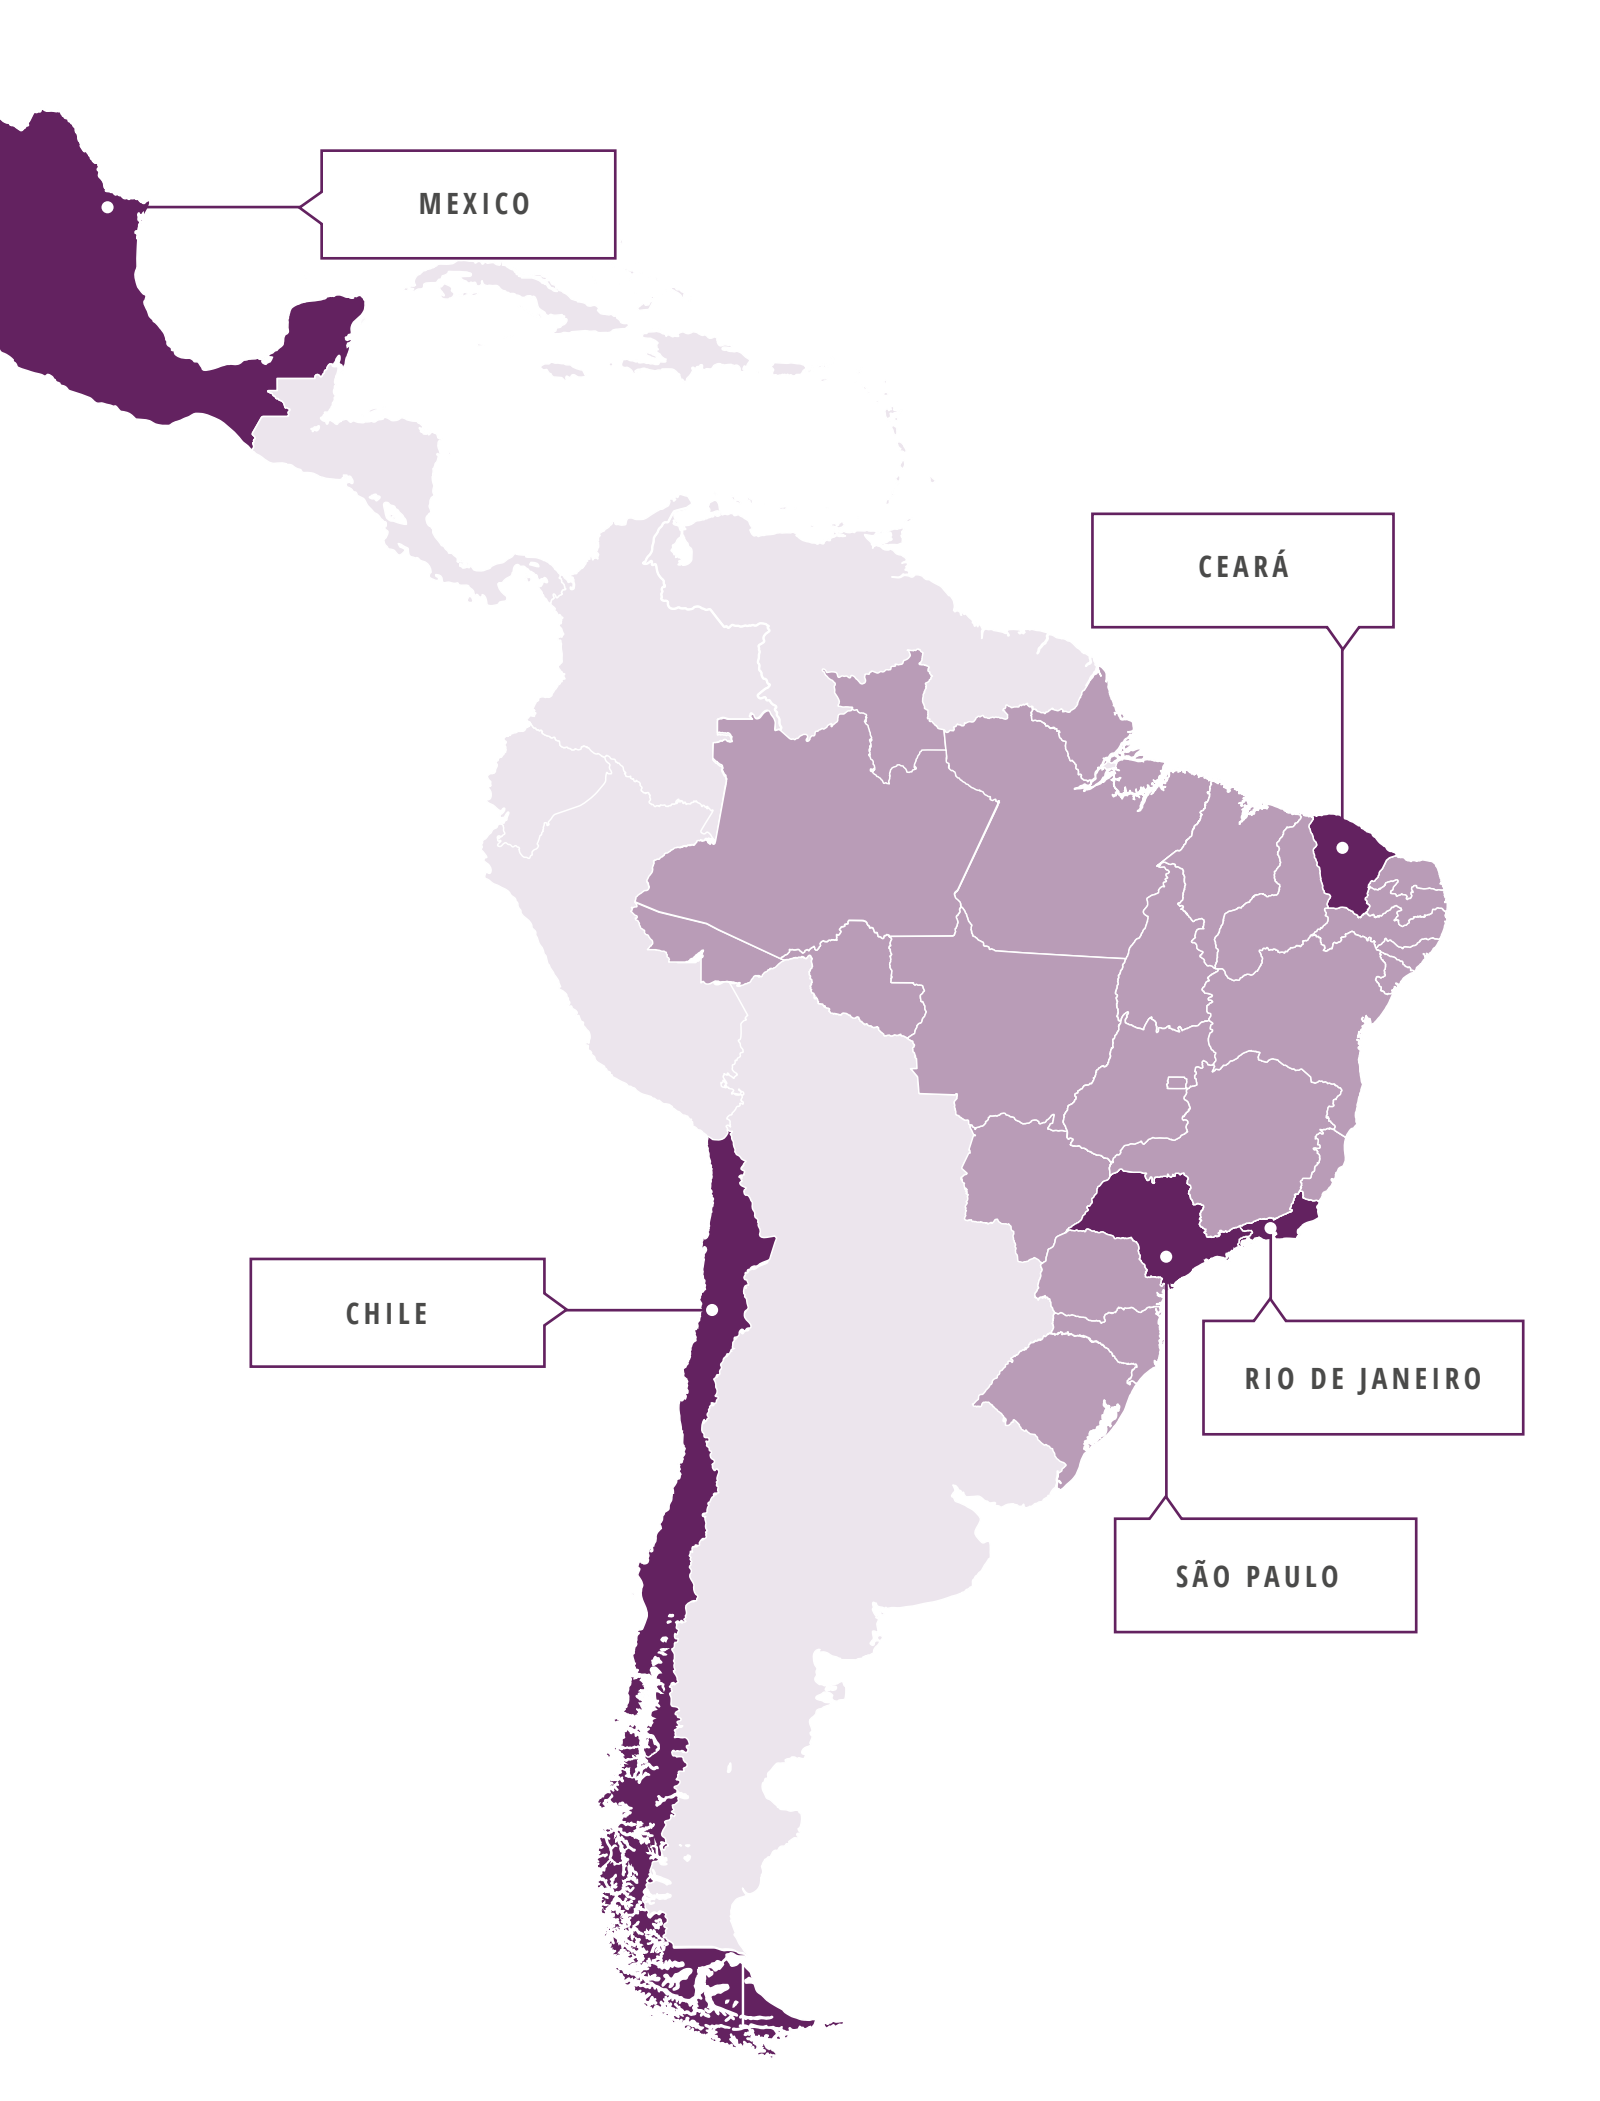 MEXICO
CEARÁ
CHILE
RIO DE JANEIRO
SÃO PAULO